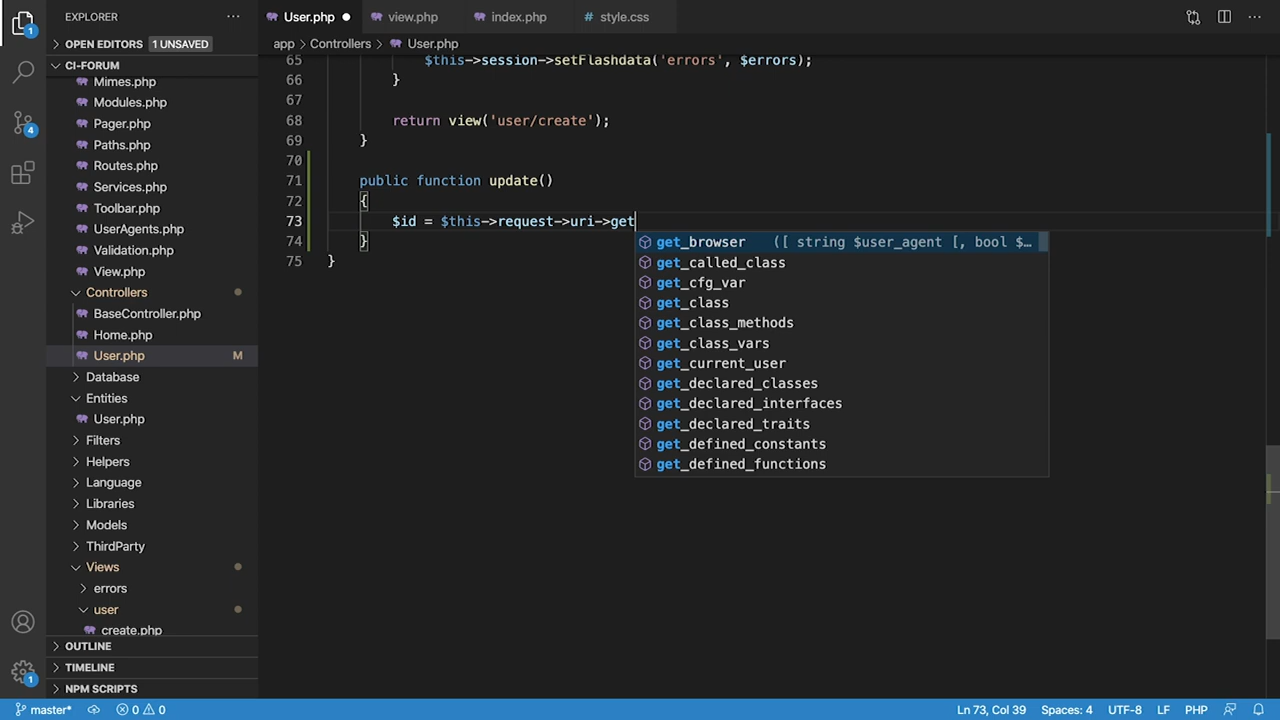 EXPLORER
···
User.php
view.php
index.php
style.css
···
OPEN EDITORS 1 UNSAVED
app > Controllers > User.php
CI-FORUM
Mimes.php
Modules.php
Pager.php
Paths.php
Routes.php
Services.php
Toolbar.php
UserAgents.php
Validation.php
View.php
Controllers
BaseController.php
Home.php
User.php M
Database
Entities
User.php
Filters
Helpers
Language
Libraries
Models
ThirdParty
Views
errors
user
create.php
OUTLINE
TIMELINE
NPM SCRIPTS
65 $this->session->setFlashdata('errors', $errors);
66 }
67
68 return view('user/create');
69 }
70
71 public function update()
72 {
73 $id = $this->request->uri->get
74 }
75 }
get_browser ([ string $user_agent [, bool $…
get_called_class
get_cfg_var
get_class
get_class_methods
get_class_vars
get_current_user
get_declared_classes
get_declared_interfaces
get_declared_traits
get_defined_constants
get_defined_functions
1
4
1
master* 0 0 Ln 73, Col 39 Spaces: 4 UTF-8 LF PHP